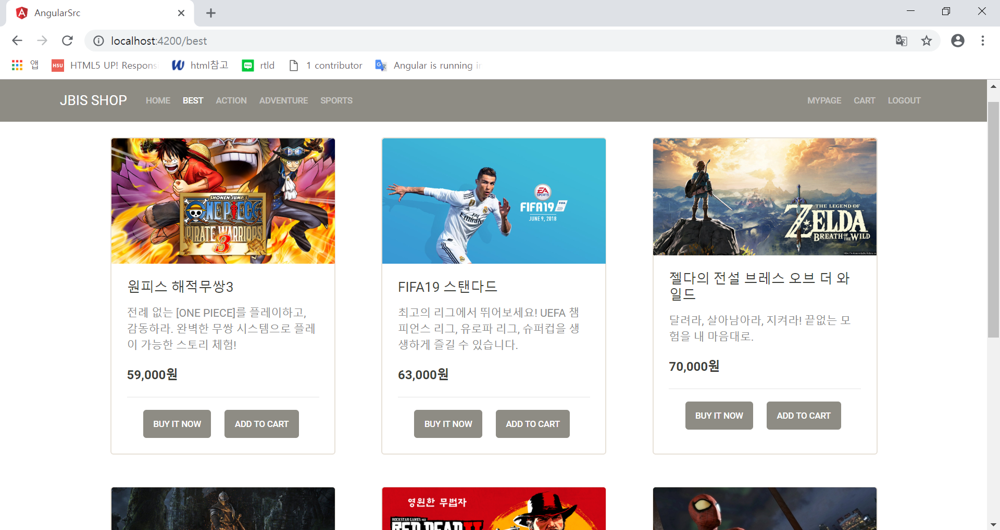 AngularSrc
localhost:4200/best
앱
HTML5 UP! Respons
html참고
rtld
1 contributor
Angular is running in
JBIS SHOP
HOME
BEST
ACTION
ADVENTURE
SPORTS
MYPAGE
CART
LOGOUT
SHONEN JUMP'S
ONE PIECE
PIRATE WARRIORS
3
Fly
Emirates
EA
SPORTS
FIFA19
JUNE 9, 2018
THE LEGEND OF
ZELDA
BREATH OF THE WILD
원피스 해적무쌍3
전례 없는 [ONE PIECE]를 플레이하고,
감동하라. 완벽한 무쌍 시스템으로 플레
이 가능한 스토리 체험!
59,000원
BUY IT NOW
ADD TO CART
FIFA19 스탠다드
최고의 리그에서 뛰어보세요! UEFA 챔
피언스 리그, 유로파 리그, 슈퍼컵을 생
생하게 즐길 수 있습니다.
63,000원
BUY IT NOW
ADD TO CART
젤다의 전설 브레스 오브 더 와
일드
달려라, 살아남아라, 지켜라! 끝없는 모
험을 내 마음대로.
70,000원
BUY IT NOW
ADD TO CART
영원한 무법자
ROCKSTAR GAMES
RED DEAD II